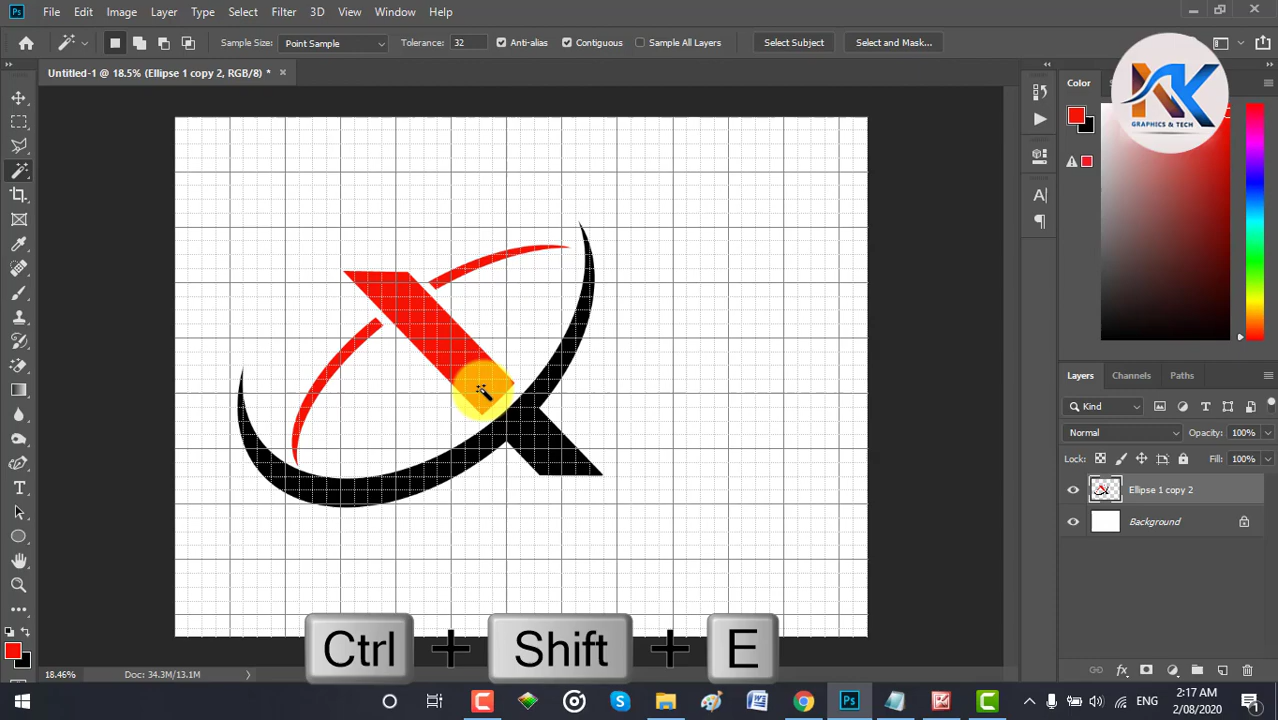 Ps File Edit Image Layer Type Select Filter 3D View Window Help
Sample Size: Point Sample Tolerance: 32 Anti-alias Contiguous Sample All Layers Select Subject Select and Mask...
Untitled-1 @ 18.5% (Ellipse 1 copy 2, RGB/8) * ×
Color
GRAPHICS & TECH
Layers Channels Paths
Kind
Normal Opacity: 100%
Lock: Fill: 100%
Ellipse 1 copy 2
Background
Ctrl + Shift + E
18.46% Doc: 34.3M/13.1M
ENG
2:17 AM
2/08/2020